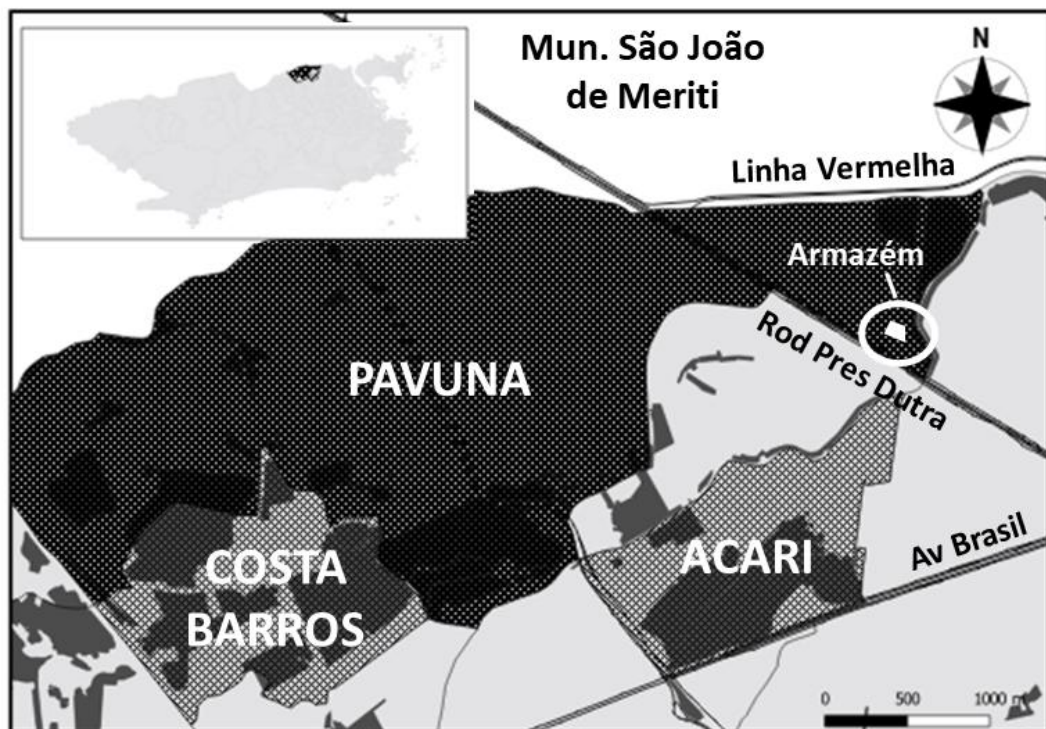 Mun. São João
de Meriti
N
Linha Vermelha
Armazém
Rod Pres Dutra
PAVUNA
COSTA
BARROS
ACARI
Av Brasil
0 500 1000 m